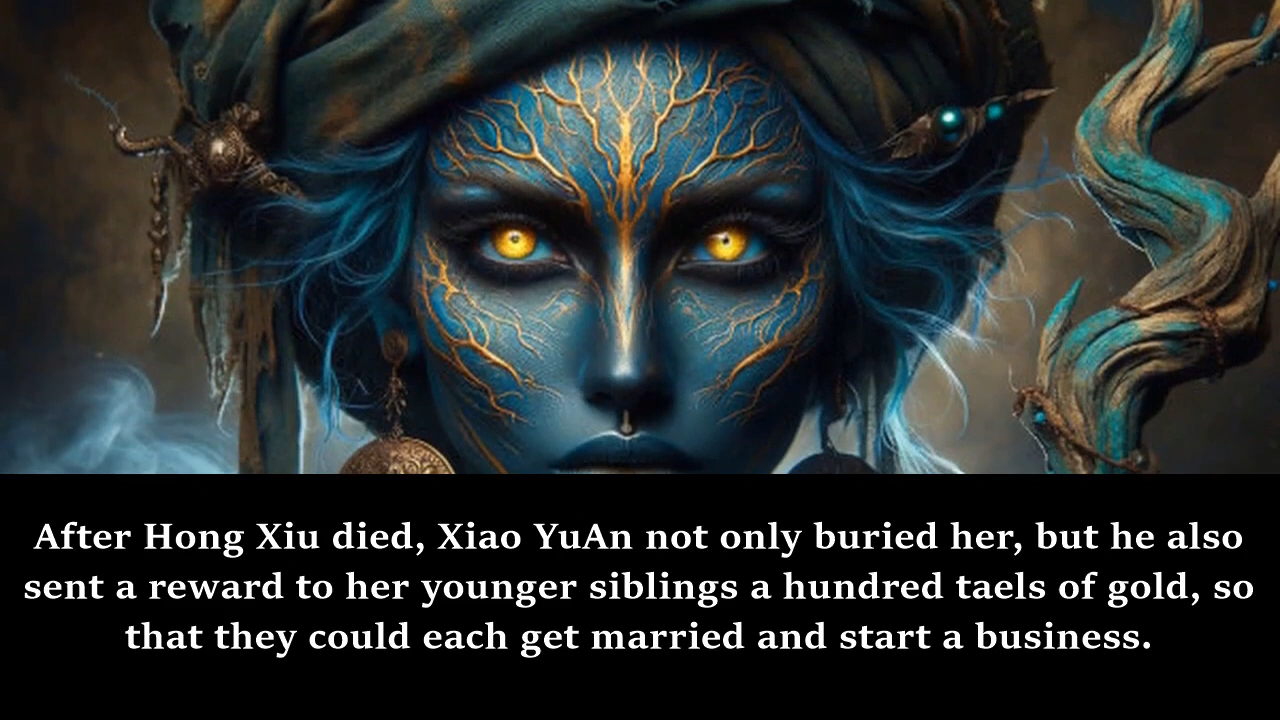 After Hong Xiu died, Xiao YuAn not only buried her, but he also
sent a reward to her younger siblings a hundred taels of gold, so
that they could each get married and start a business.